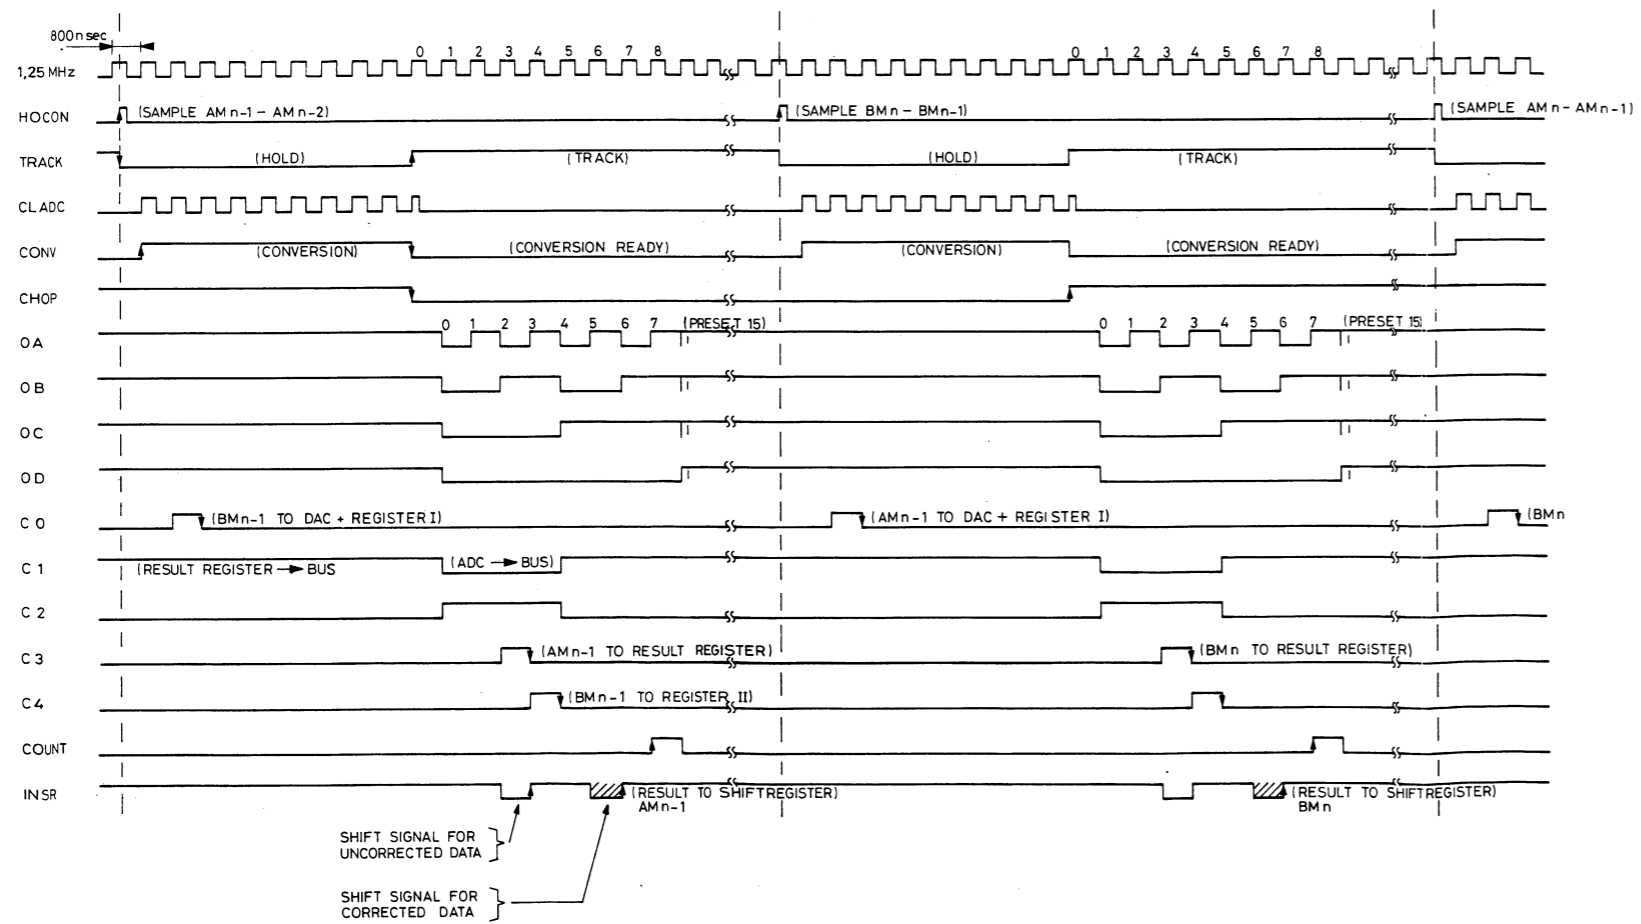 800nsec
0 1 2 3 4 5 6 7 8 0 1 2 3 4 5 6 7 8
1,25 MHz
HOCON (SAMPLE AMn-1 - AMn-2) (SAMPLE BMn - BMn-1) (SAMPLE AMn - AMn-1)
TRACK (HOLD) (TRACK) (HOLD) (TRACK)
CLADC
CONV (CONVERSION) (CONVERSION READY) (CONVERSION) (CONVERSION READY)
CHOP
0 1 2 3 4 5 6 7 (PRESET 15) 0 1 2 3 4 5 6 7 (PRESET 15)
OA
OB
OC
OD
C0 (BMn-1 TO DAC + REGISTER I) (AMn-1 TO DAC + REGISTER I) (BMn
C1 (RESULT REGISTER → BUS (ADC → BUS)
C2
C3 (AMn-1 TO RESULT REGISTER) (BMn TO RESULT REGISTER)
C4 (BMn-1 TO REGISTER II)
COUNT
INSR (RESULT TO SHIFTREGISTER) (RESULT TO SHIFTREGISTER)
AMn-1 BMn
SHIFT SIGNAL FOR
UNCORRECTED DATA
SHIFT SIGNAL FOR
CORRECTED DATA